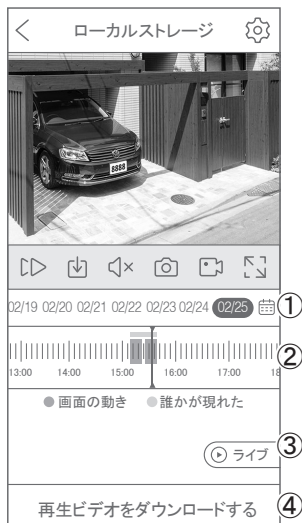 ローカルストレージ
8888
02/19 02/20 02/21 02/22 02/23 02/24 02/25 ①
②
13:00 14:00 15:00 16:00 17:00 18
画面の動き 誰かが現れた
ライブ ③
再生ビデオをダウンロードする ④